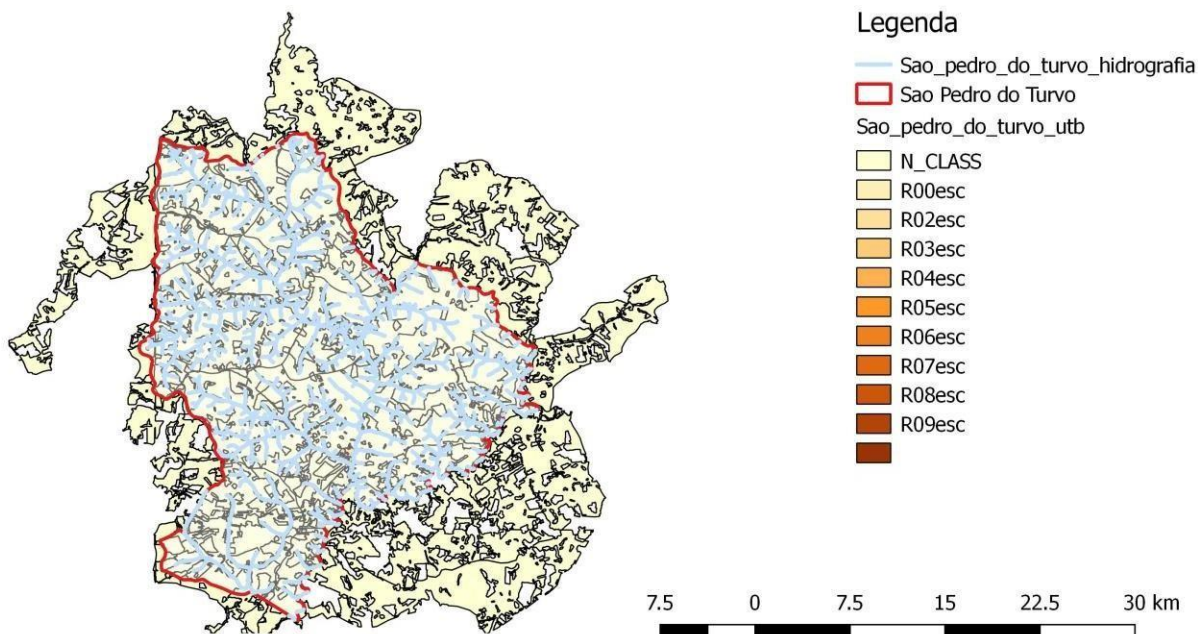 Legenda
Sao_pedro_do_turvo_hidrografia
Sao Pedro do Turvo
Sao_pedro_do_turvo_utb
N_CLASS
R00esc
R02esc
R03esc
R04esc
R05esc
R06esc
R07esc
R08esc
R09esc
7.5 0 7.5 15 22.5 30 km